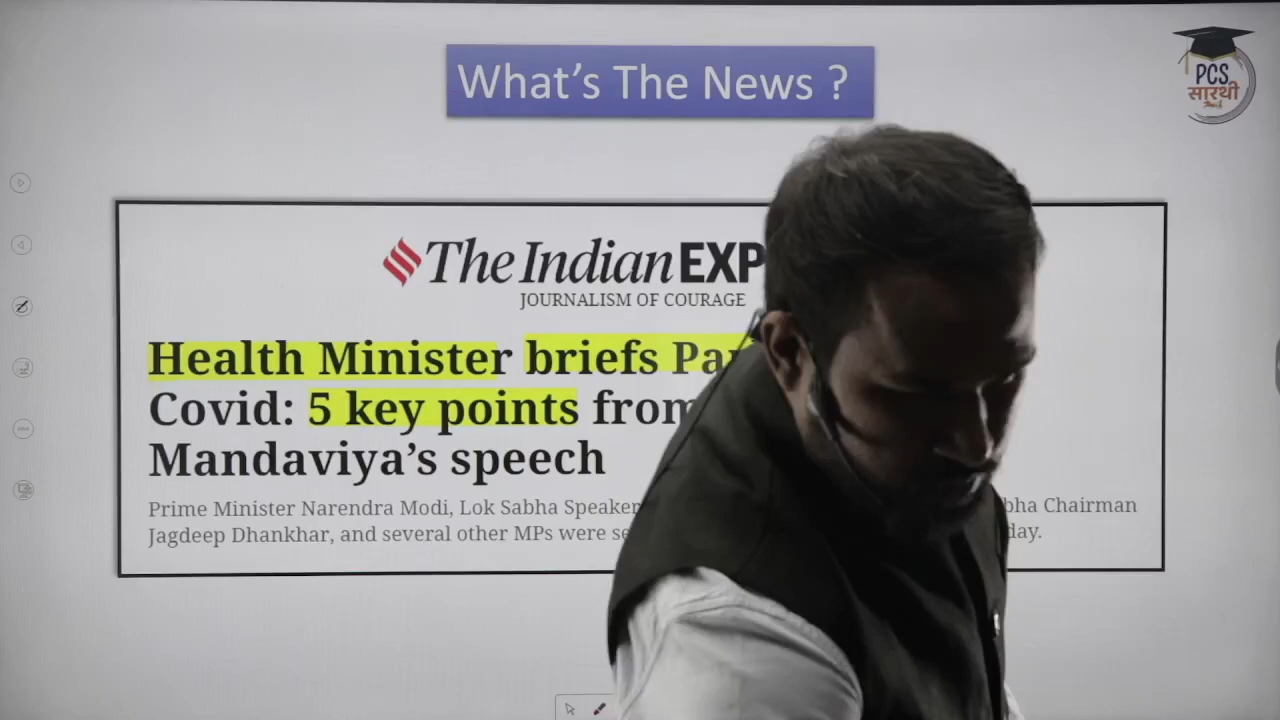 What's The News ?
PCS
सारथी
The Indian EXP
JOURNALISM OF COURAGE
Health Minister briefs Pa
Covid: 5 key points from
Mandaviya's speech
Prime Minister Narendra Modi, Lok Sabha Speaker bha Chairman
Jagdeep Dhankhar, and several other MPs were se day.